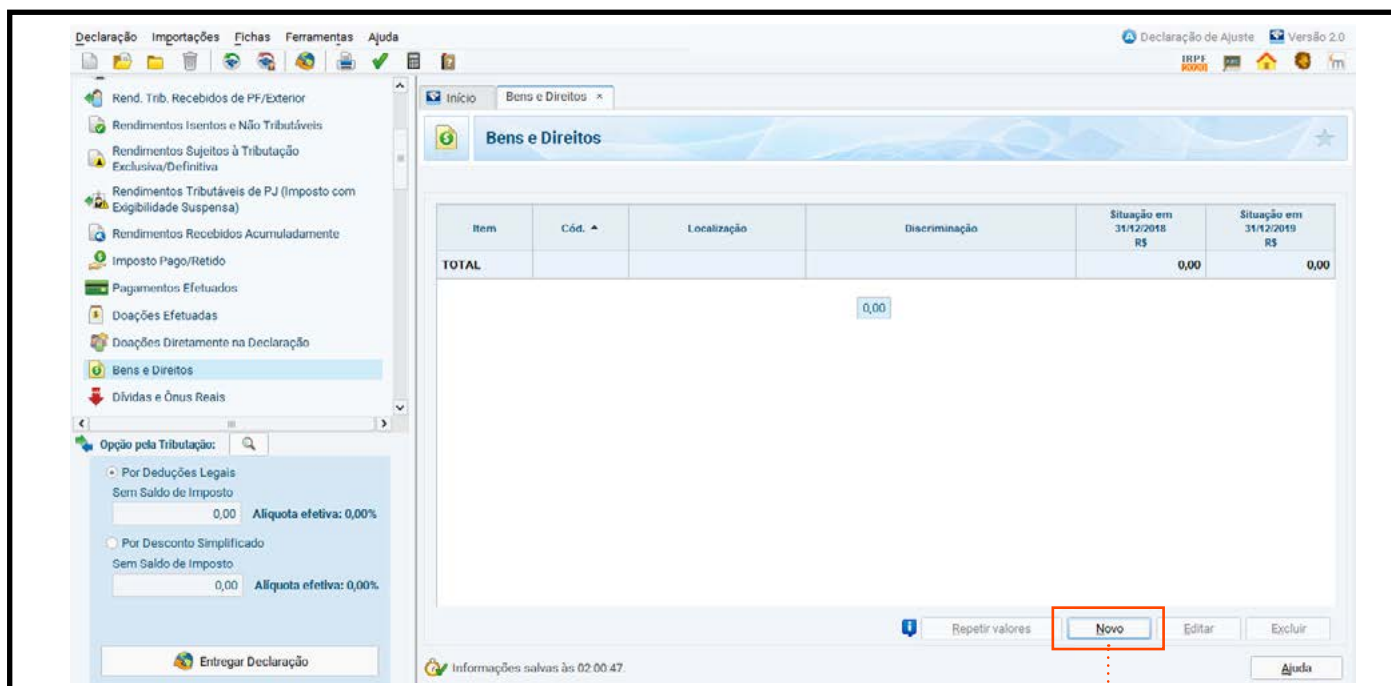 Declaração Importações Fichas Ferramentas Ajuda
Declaração de Ajuste Versão 2.0
IRPF
Rend. Trib. Recebidos de PF/Exterior
Rendimentos Isentos e Não Tributáveis
Rendimentos Sujeitos à Tributação
Exclusiva/Definitiva
Rendimentos Tributáveis de PJ (Imposto com
Exigibilidade Suspensa)
Rendimentos Recebidos Acumuladamente
Imposto Pago/Retido
Pagamentos Efetuados
Doações Efetuadas
Doações Diretamente na Declaração
Bens e Direitos
Dívidas e Ônus Reais
Opção pela Tributação:
Por Deduções Legais
Sem Saldo de Imposto
0,00 Alíquota efetiva: 0,00%
Por Desconto Simplificado
Sem Saldo de Imposto
0,00 Alíquota efetiva: 0,00%
Entregar Declaração
Início Bens e Direitos ×
Bens e Direitos
Item Cód. Localização Discriminação Situação em 31/12/2018 R$ Situação em 31/12/2019 R$
TOTAL 0,00 0,00
0,00
Repetir valores Novo Editar Excluir
Informações salvas às 02:00:47. Ajuda